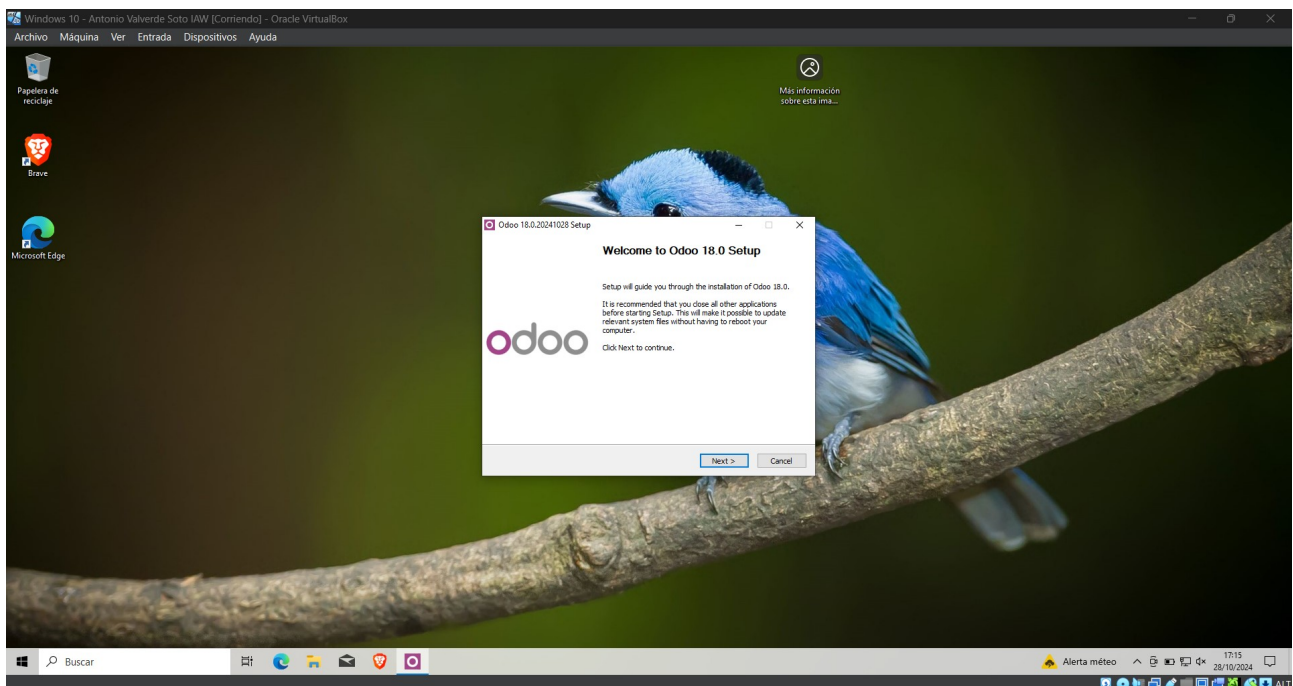 Windows 10 - Antonio Valverde Soto IAW [Corriendo] - Oracle VirtualBox
Archivo Máquina Ver Entrada Dispositivos Ayuda
Papelera de
reciclaje
Más información
sobre esta ima...
Brave
Microsoft Edge
Odoo 18.0.20241028 Setup
Welcome to Odoo 18.0 Setup
Setup will guide you through the installation of Odoo 18.0.
It is recommended that you close all other applications
before starting Setup. This will make it possible to update
relevant system files without having to reboot your
computer.
Click Next to continue.
odoo
Next >
Cancel
Buscar
Alerta méteo
17:15
28/10/2024
ALT